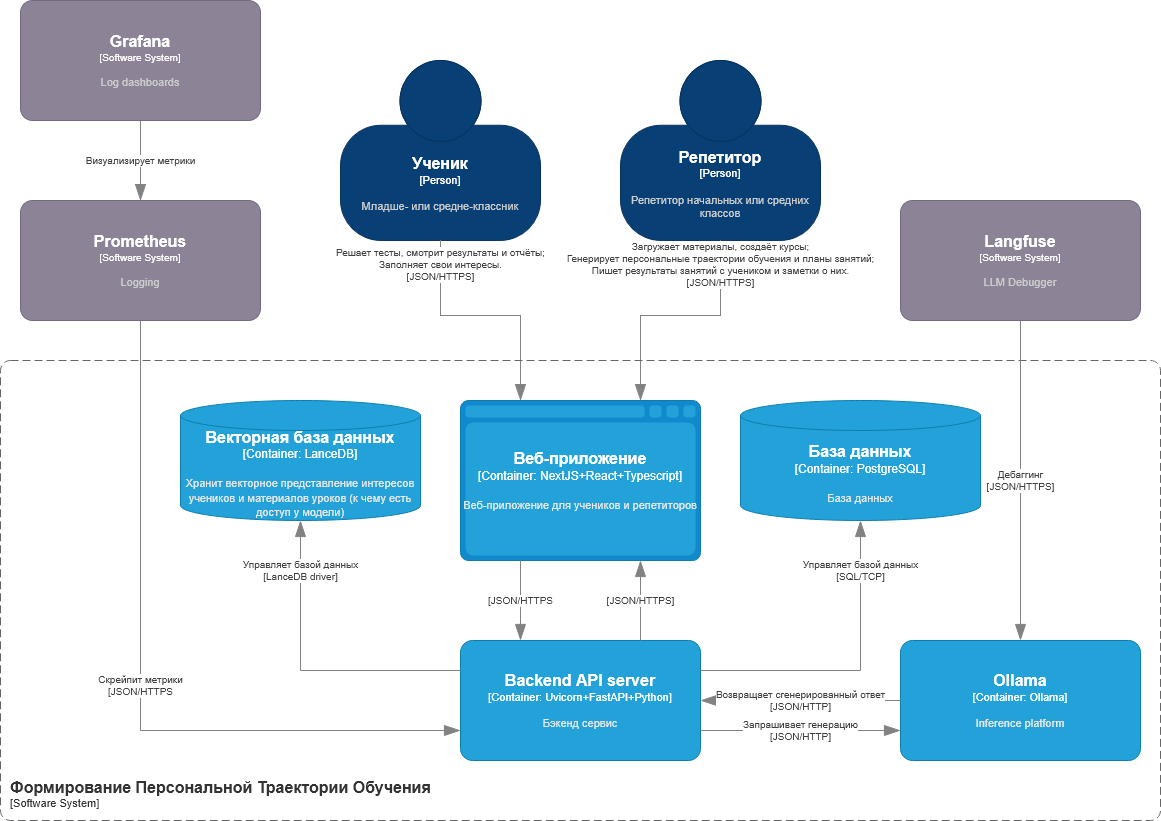 Grafana
[Software System]
Log dashboards
Визуализирует метрики
Ученик
[Person]
Младше- или средне-классник
Репетитор
[Person]
Репетитор начальных или средних
классов
Prometheus
[Software System]
Logging
Решает тесты, смотрит результаты и отчёты;
Заполняет свои интересы.
[JSON/HTTPS]
Загружает материалы, создаёт курсы;
Генерирует персональные траектории обучения и планы занятий;
Пишет результаты занятий с учеником и заметки о них.
[JSON/HTTPS]
Langfuse
[Software System]
LLM Debugger
Векторная база данных
[Container: LanceDB]
Хранит векторное представление интересов
учеников и материалов уроков (к чему есть
доступ у модели)
Веб-приложение
[Container: NextJS+React+Typescript]
Веб-приложение для учеников и репетиторов
База данных
[Container: PostgreSQL]
База данных
Дебаггинг
[JSON/HTTPS]
Управляет базой данных
[LanceDB driver]
[JSON/HTTPS
[JSON/HTTPS]
Управляет базой данных
[SQL/TCP]
Скрейпит метрики
[JSON/HTTPS
Backend API server
[Container: Uvicorn+FastAPI+Python]
Бэкенд сервис
Возвращает сгенерированный ответ
[JSON/HTTP]
Запрашивает генерацию
[JSON/HTTP]
Ollama
[Container: Ollama]
Inference platform
Формирование Персональной Траектории Обучения
[Software System]